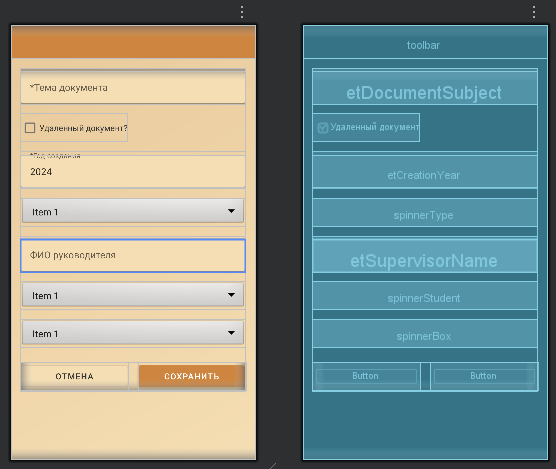 *Тема документа
Удаленный документ?
*Год создания
2024
Item 1
ФИО руководителя
Item 1
Item 1
ОТМЕНА
СОХРАНИТЬ
toolbar
etDocumentSubject
Удаленный документ
etCreationYear
spinnerType
etSupervisorName
spinnerStudent
spinnerBox
Button
Button